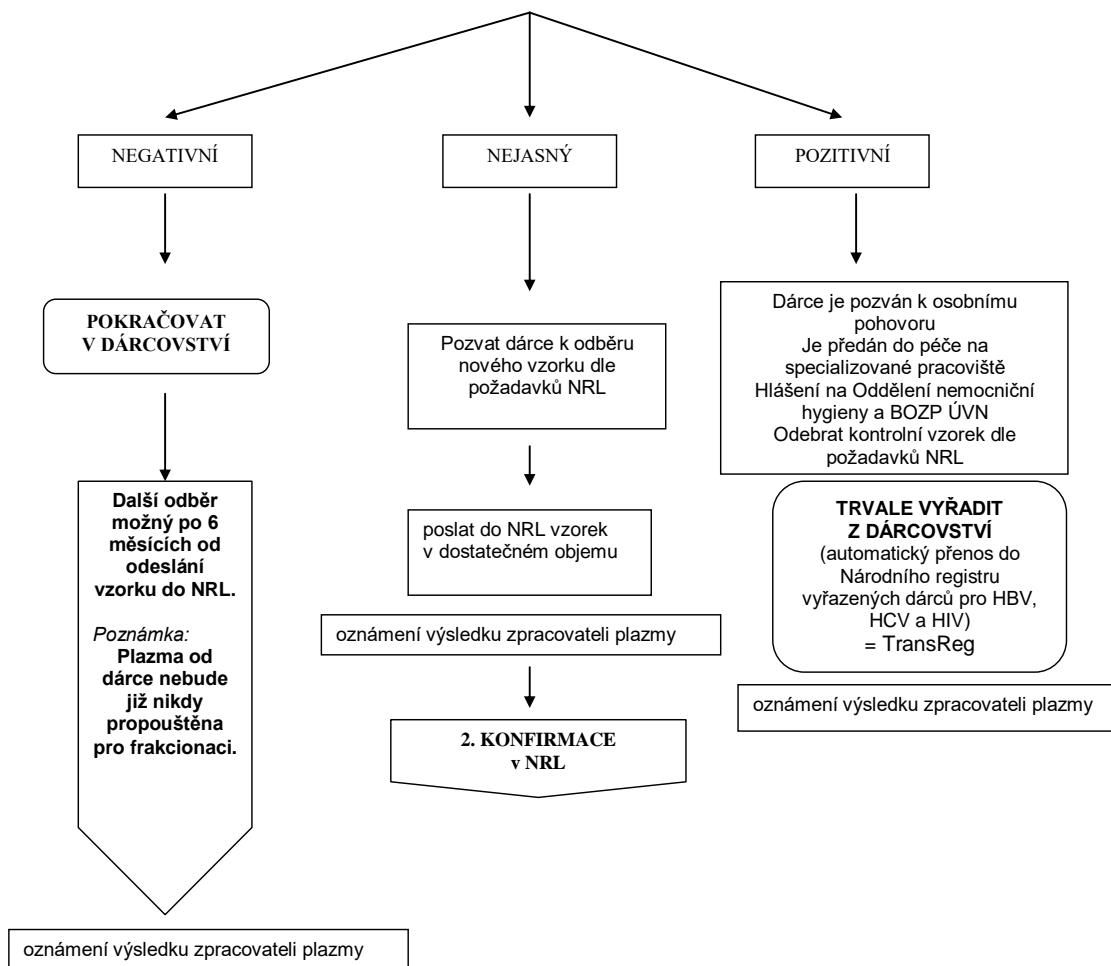 NEGATIVNÍ
POKRAČOVAT
V DÁRCOVSTVÍ
Další odběr
možný po 6
měsících od
odeslání
vzorku do NRL.
Poznámka:
Plazma od
dárce nebude
již nikdy
propouštěna
pro frakcionaci.
oznámení výsledku zpracovateli plazmy
NEJASNÝ
Pozvat dárce k odběru
nového vzorku dle
požadavků NRL
poslat do NRL vzorek
v dostatečném objemu
oznámení výsledku zpracovateli plazmy
2. KONFIRMACE
v NRL
POZITIVNÍ
Dárce je pozván k osobnímu
pohovoru
Je předán do péče na
specializované pracoviště
Hlášení na Oddělení nemocniční
hygieny a BOZP ÚVN
Odebrat kontrolní vzorek dle
požadavků NRL
TRVALE VYŘADIT
Z DÁRCOVSTVÍ
(automatický přenos do
Národního registru
vyřazených dárců pro HBV,
HCV a HIV)
= TransReg
oznámení výsledku zpracovateli plazmy